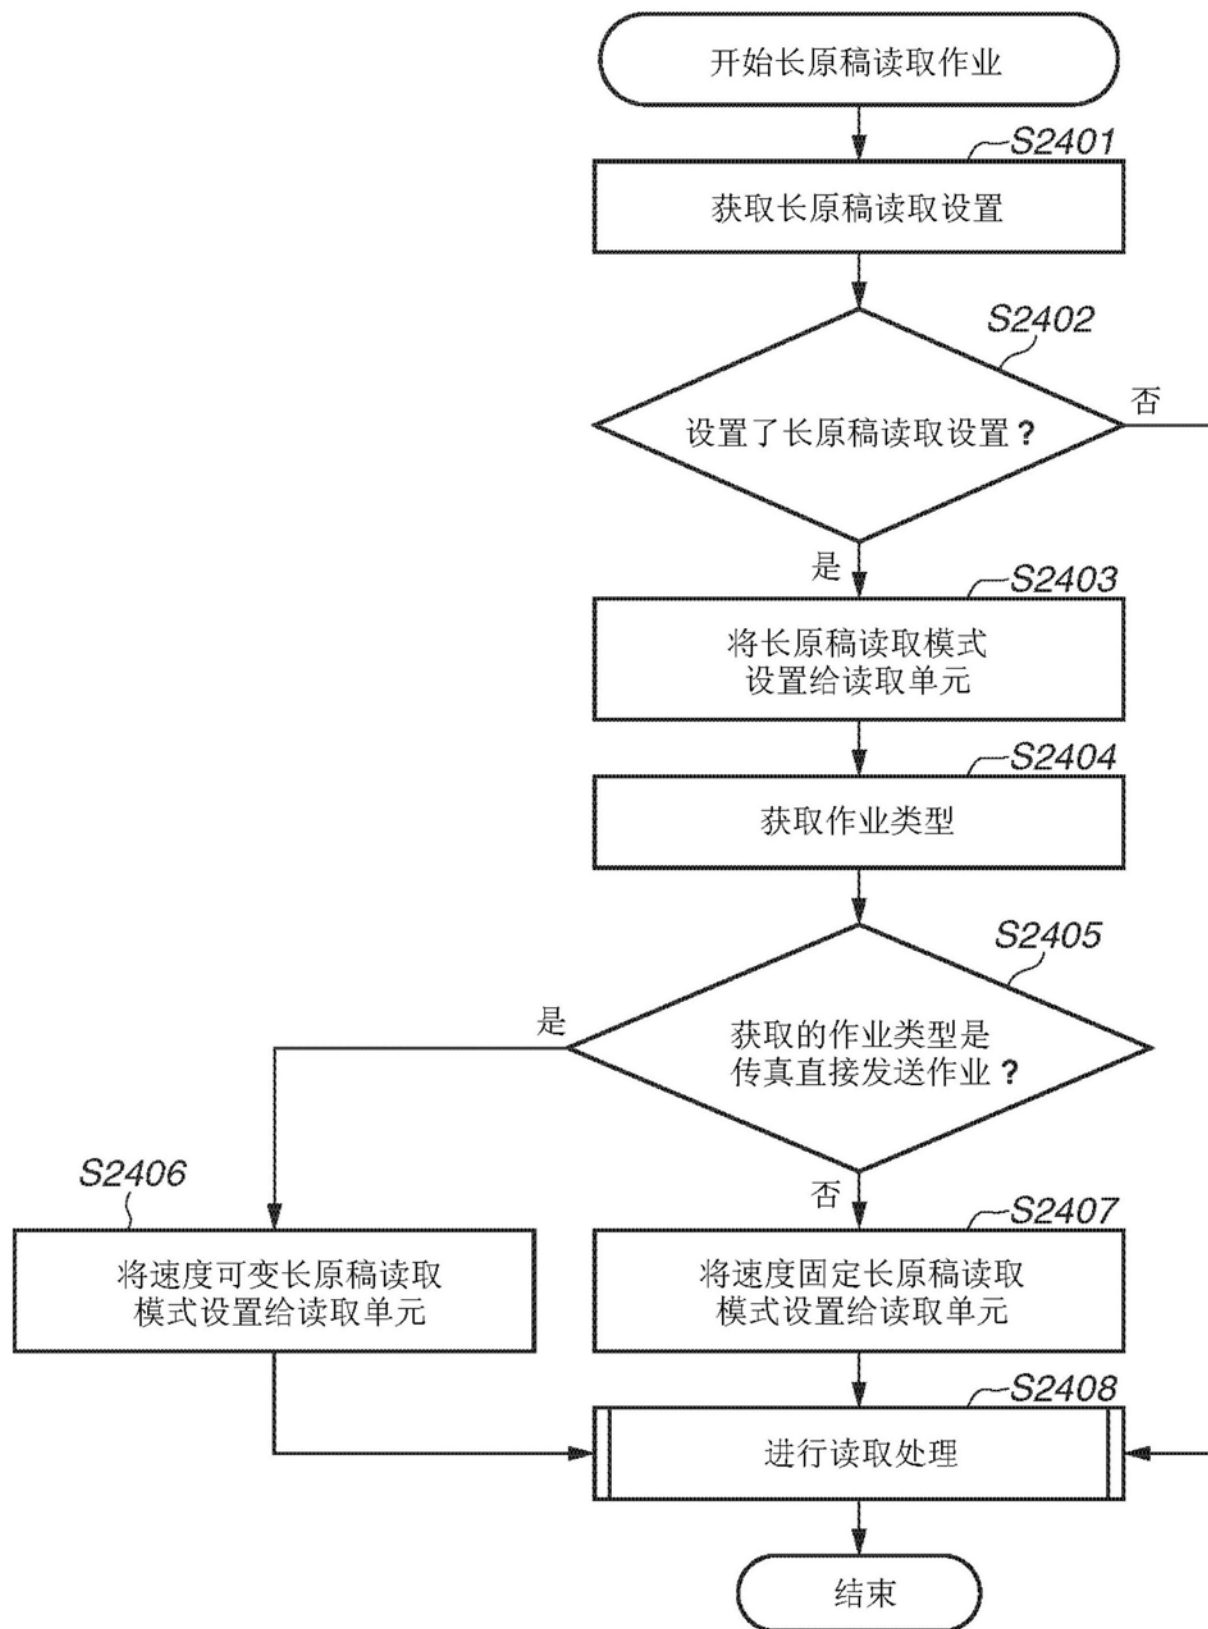 开始长原稿读取作业
S2401
获取长原稿读取设置
S2402
设置了长原稿读取设置?
否
是
S2403
将长原稿读取模式
设置给读取单元
S2404
获取作业类型
S2405
是
获取的作业类型是
传真直接发送作业?
否
S2406
将速度可变长原稿读取
模式设置给读取单元
S2407
将速度固定长原稿读取
模式设置给读取单元
S2408
进行读取处理
结束